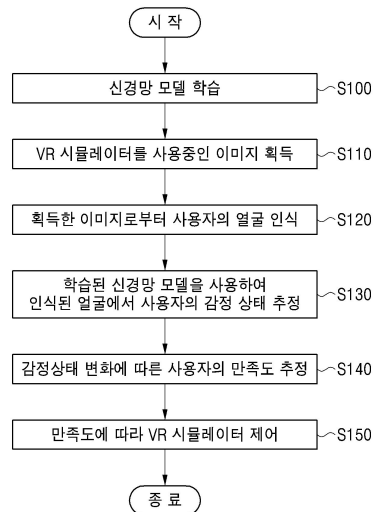 시 작
신경망 모델 학습
S100
VR 시뮬레이터를 사용중인 이미지 획득
S110
획득한 이미지로부터 사용자의 얼굴 인식
S120
학습된 신경망 모델을 사용하여
인식된 얼굴에서 사용자의 감정 상태 추정
S130
감정상태 변화에 따른 사용자의 만족도 추정
S140
만족도에 따라 VR 시뮬레이터 제어
S150
종 료